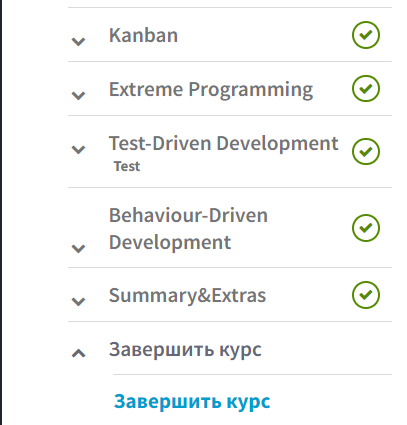 Kanban
Extreme Programming
Test-Driven Development
Test
Behaviour-Driven
Development
Summary&Extras
Завершить курс
Завершить курс